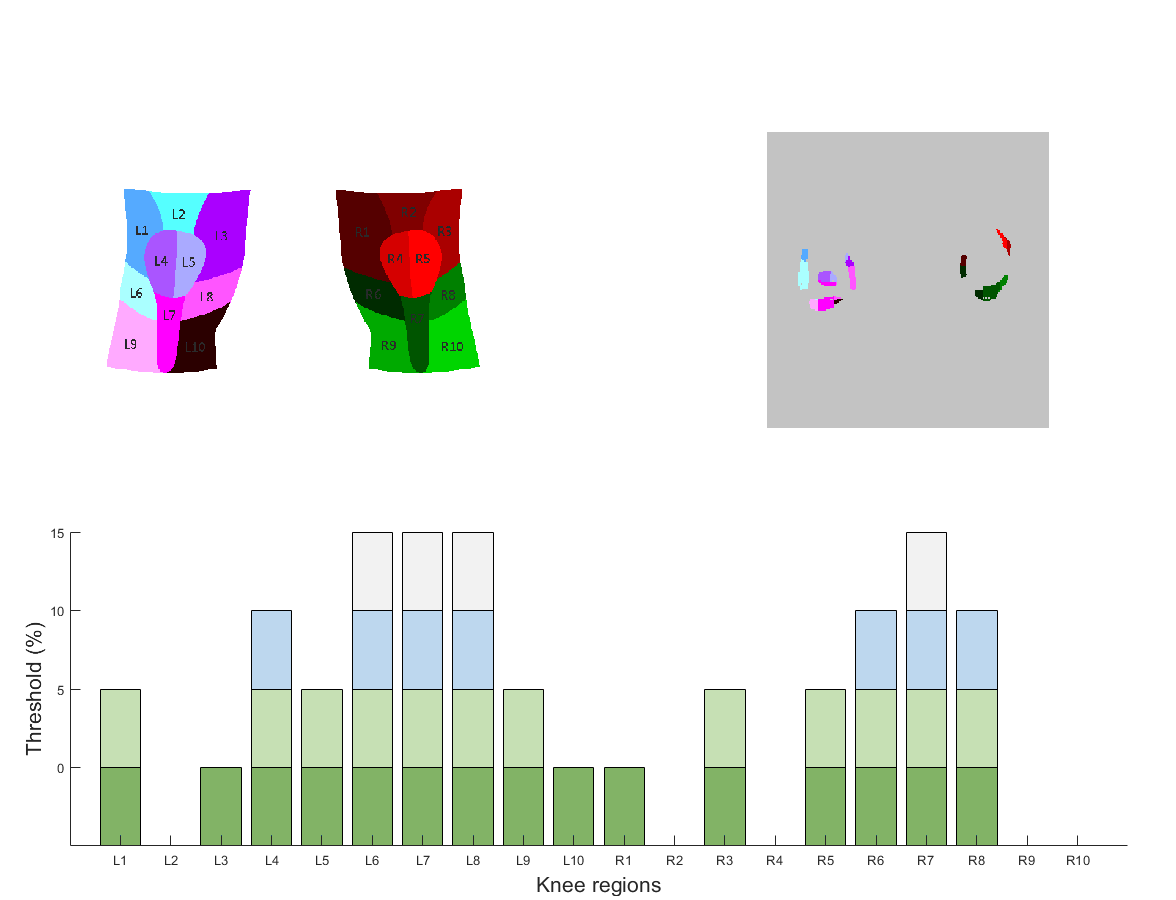 L2 R2
L1 L3 R1 R3
L4 L5 R4 R5
L6 L8 R6 R8
L7 R7
L9 L10 R9 R10
15
10
5
0
Threshold (%)
L1 L2 L3 L4 L5 L6 L7 L8 L9 L10 R1 R2 R3 R4 R5 R6 R7 R8 R9 R10
Knee regions